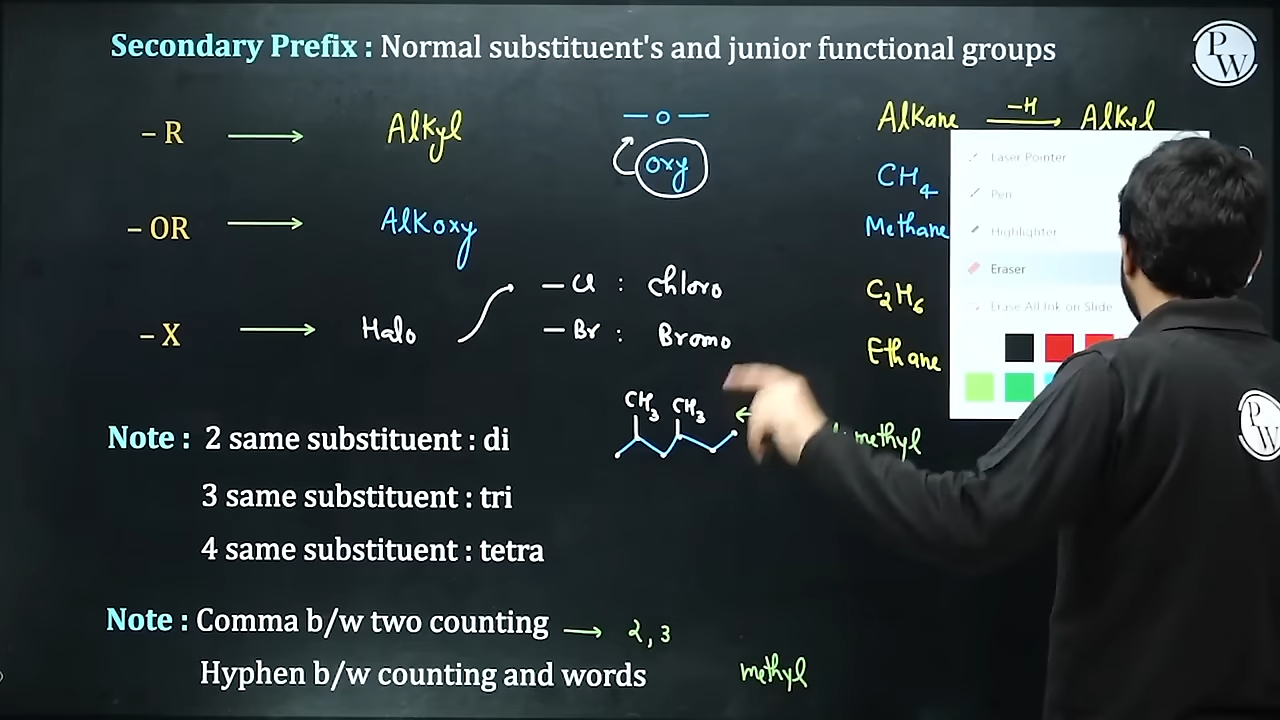 Secondary Prefix : Normal substituent's and junior functional groups
PW
– R → Alkyl
– O –
oxy
Alkane –H → Alkyl
CH4
Methane
– OR → Alkoxy
– X → Halo
– Cl : chloro
– Br : Bromo
C2H6
Ethane
Laser Pointer
Pen
Highlighter
Eraser
Erase All Ink on Slide
CH3 CH3
Note : 2 same substituent : di
methyl
3 same substituent : tri
4 same substituent : tetra
Note : Comma b/w two counting → 2, 3
Hyphen b/w counting and words
methyl
PW